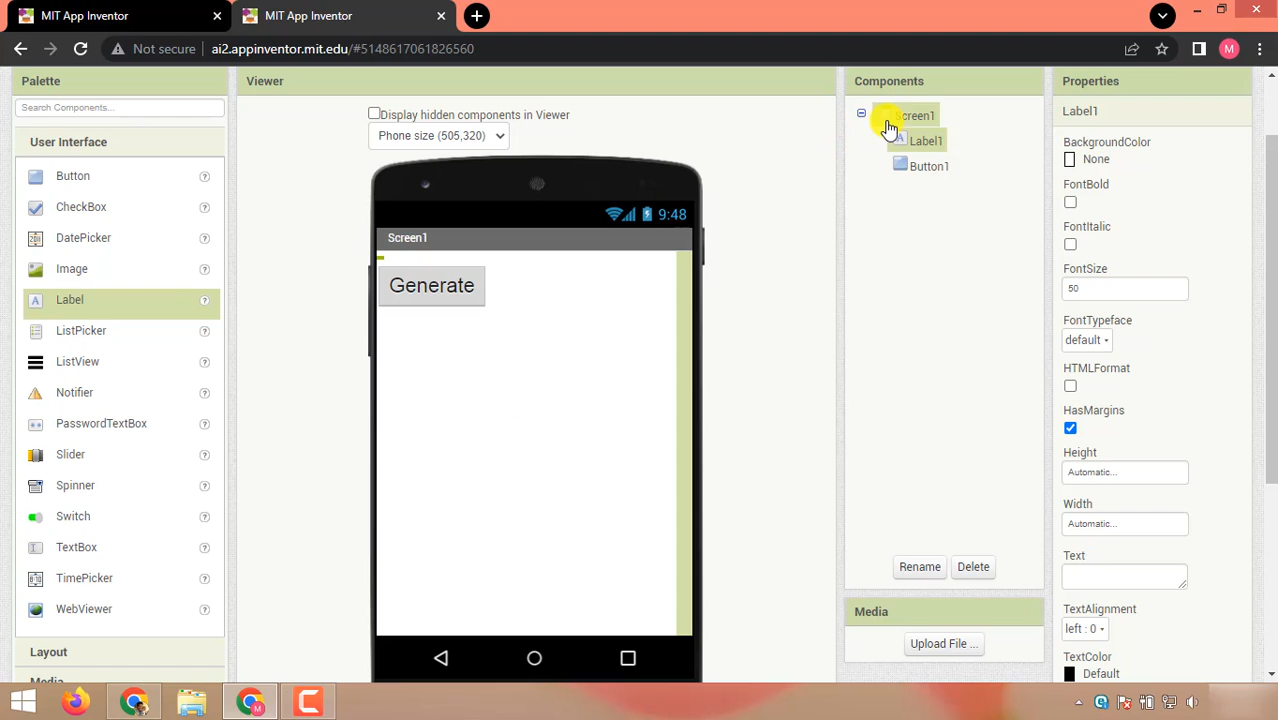 MIT App Inventor
MIT App Inventor
Not secure
ai2.appinventor.mit.edu/#5148617061826560
M
Palette
Search Components...
User Interface
Button
CheckBox
DatePicker
Image
Label
ListPicker
ListView
Notifier
PasswordTextBox
Slider
Spinner
Switch
TextBox
TimePicker
WebViewer
Layout
Media
Viewer
Display hidden components in Viewer
Phone size (505,320)
9:48
Screen1
Generate
Components
Screen1
Label1
Button1
Rename
Delete
Media
Upload File ...
Properties
Label1
BackgroundColor
None
FontBold
FontItalic
FontSize
50
FontTypeface
default
HTMLFormat
HasMargins
Height
Automatic...
Width
Automatic...
Text
TextAlignment
left : 0
TextColor
Default